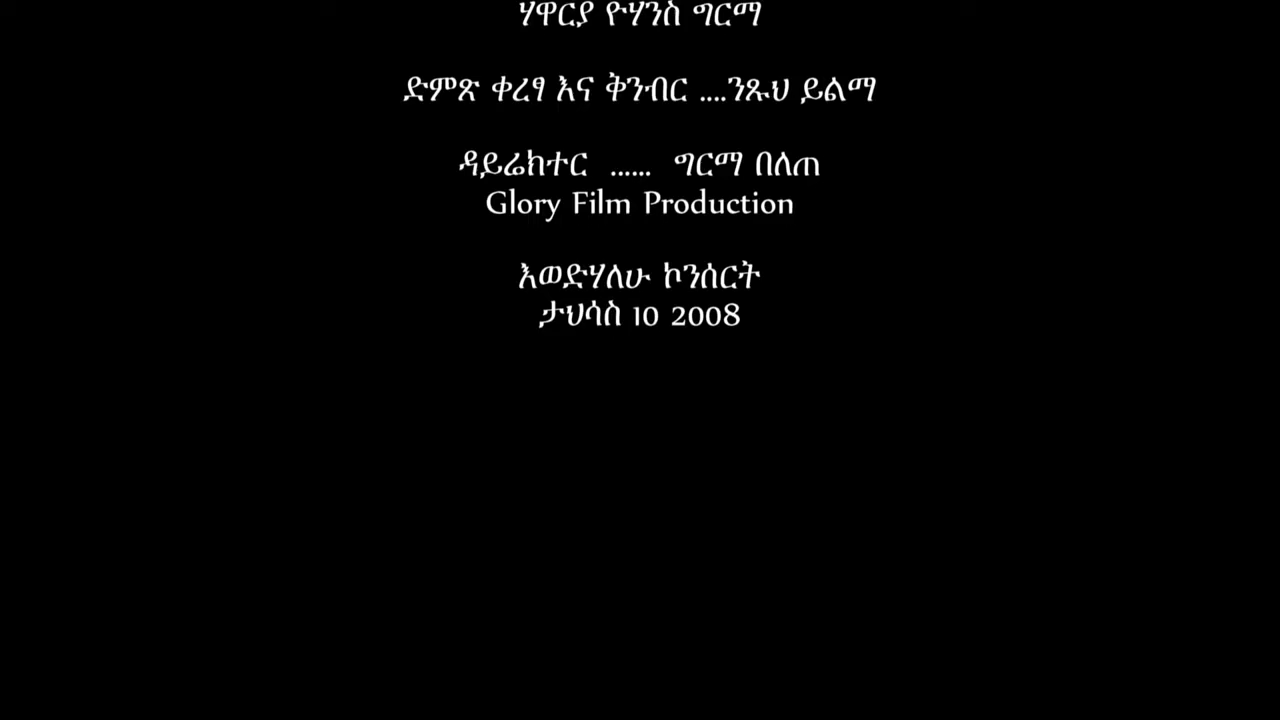 ሃዋርያ ዮሃንስ ግርማ
ድምጽ ቀረፃ እና ቅንብር ....ንጹህ ይልማ
ዳይሬክተር ...... ግርማ በለጠ
Glory Film Production
እወድሃለሁ ኮንሰርት
ታህሳስ 10 2008